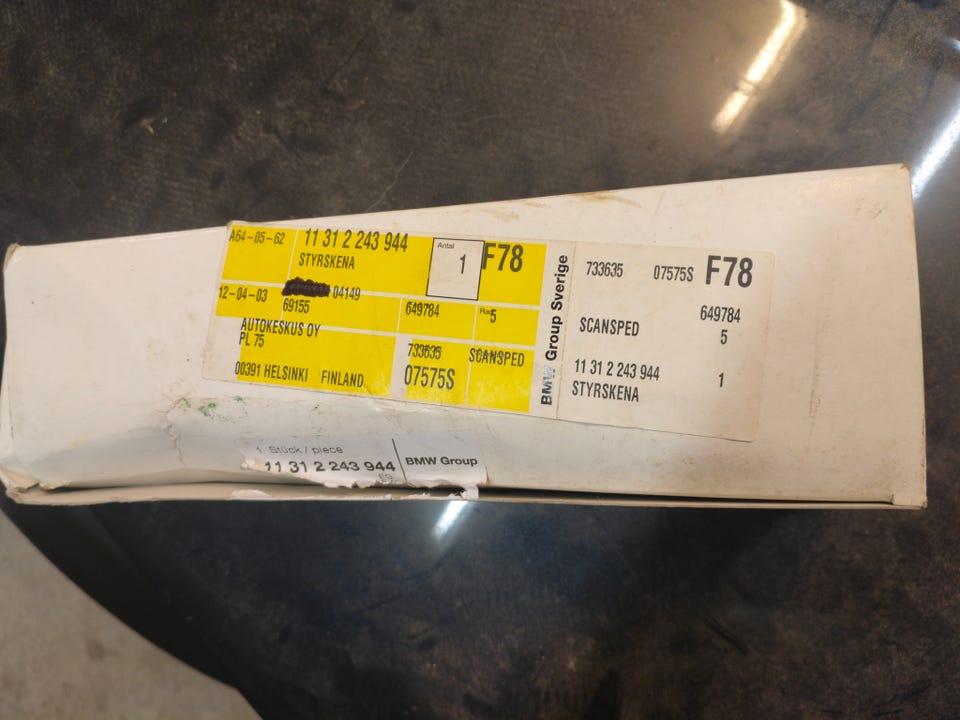 A64-05-62
11 31 2 243 944
STYRSKENA
Antal
1
F78
12-04-03
04149
69155
649784
5
AUTOKESKUS OY
PL 75
00391 HELSINKI FINLAND
733635
SCANSPED
07575S
BMW Group Sverige
733635 07575S F78
649784
SCANSPED 5
11 31 2 243 944 1
STYRSKENA
1 Stück / piece
11 31 2 243 944
BMW Group